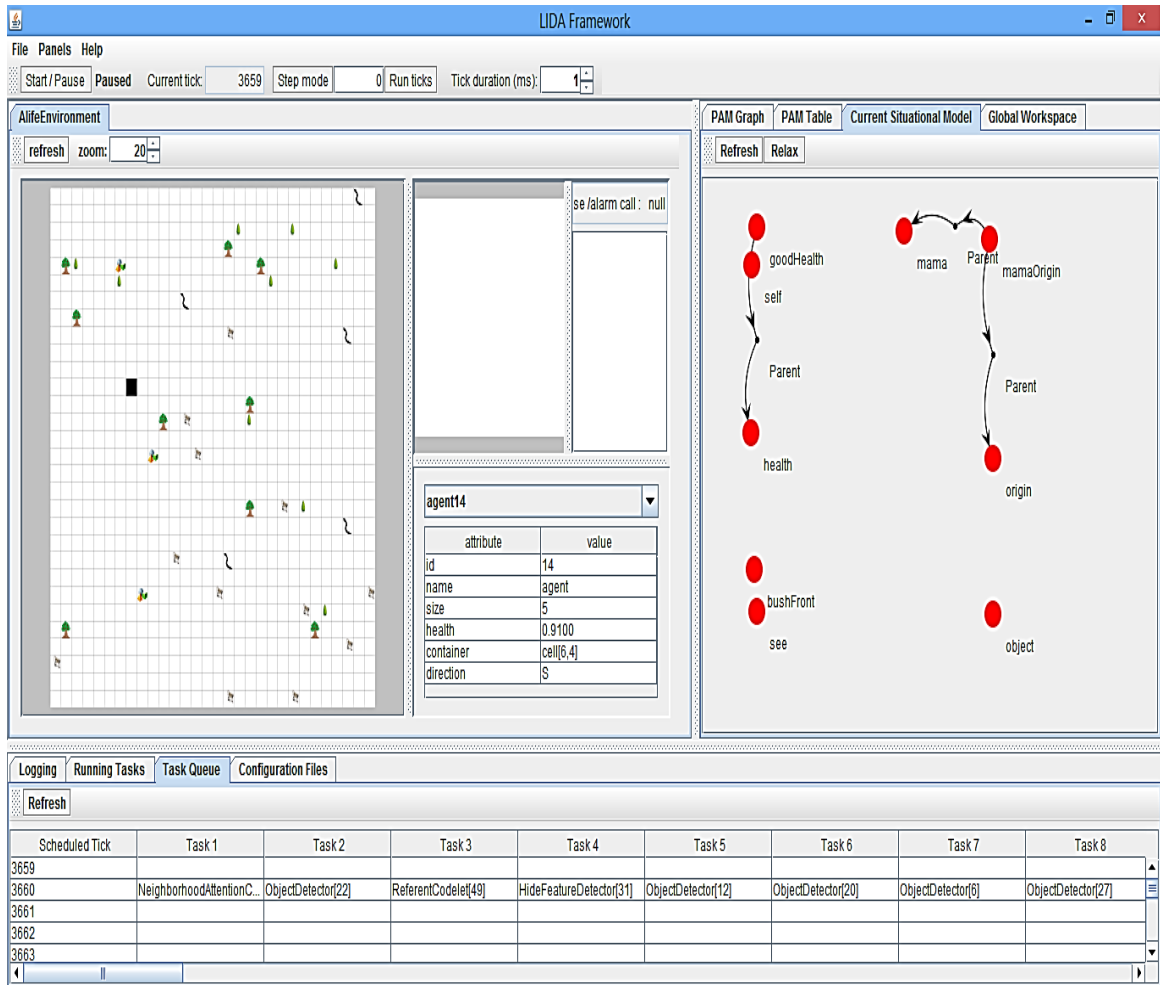 LIDA Framework
File Panels Help
Start / Pause Paused Current tick: 3659 Step mode 0 Run ticks Tick duration (ms): 1
AlifeEnvironment
refresh zoom: 20
se /alarm call : null
agent14
attribute value
id 14
name agent
size 5
health 0.9100
container cell[6,4]
direction S
PAM Graph PAM Table Current Situational Model Global Workspace
Refresh Relax
goodHealth
self
Parent
health
mama
Parent
mamaOrigin
Parent
origin
bushFront
see
object
Logging Running Tasks Task Queue Configuration Files
Refresh
Scheduled Tick Task 1 Task 2 Task 3 Task 4 Task 5 Task 6 Task 7 Task 8
3659
3660 NeighborhoodAttentionC... ObjectDetector[22] ReferentCodelet[49] HideFeatureDetector[31] ObjectDetector[12] ObjectDetector[20] ObjectDetector[6] ObjectDetector[27]
3661
3662
3663